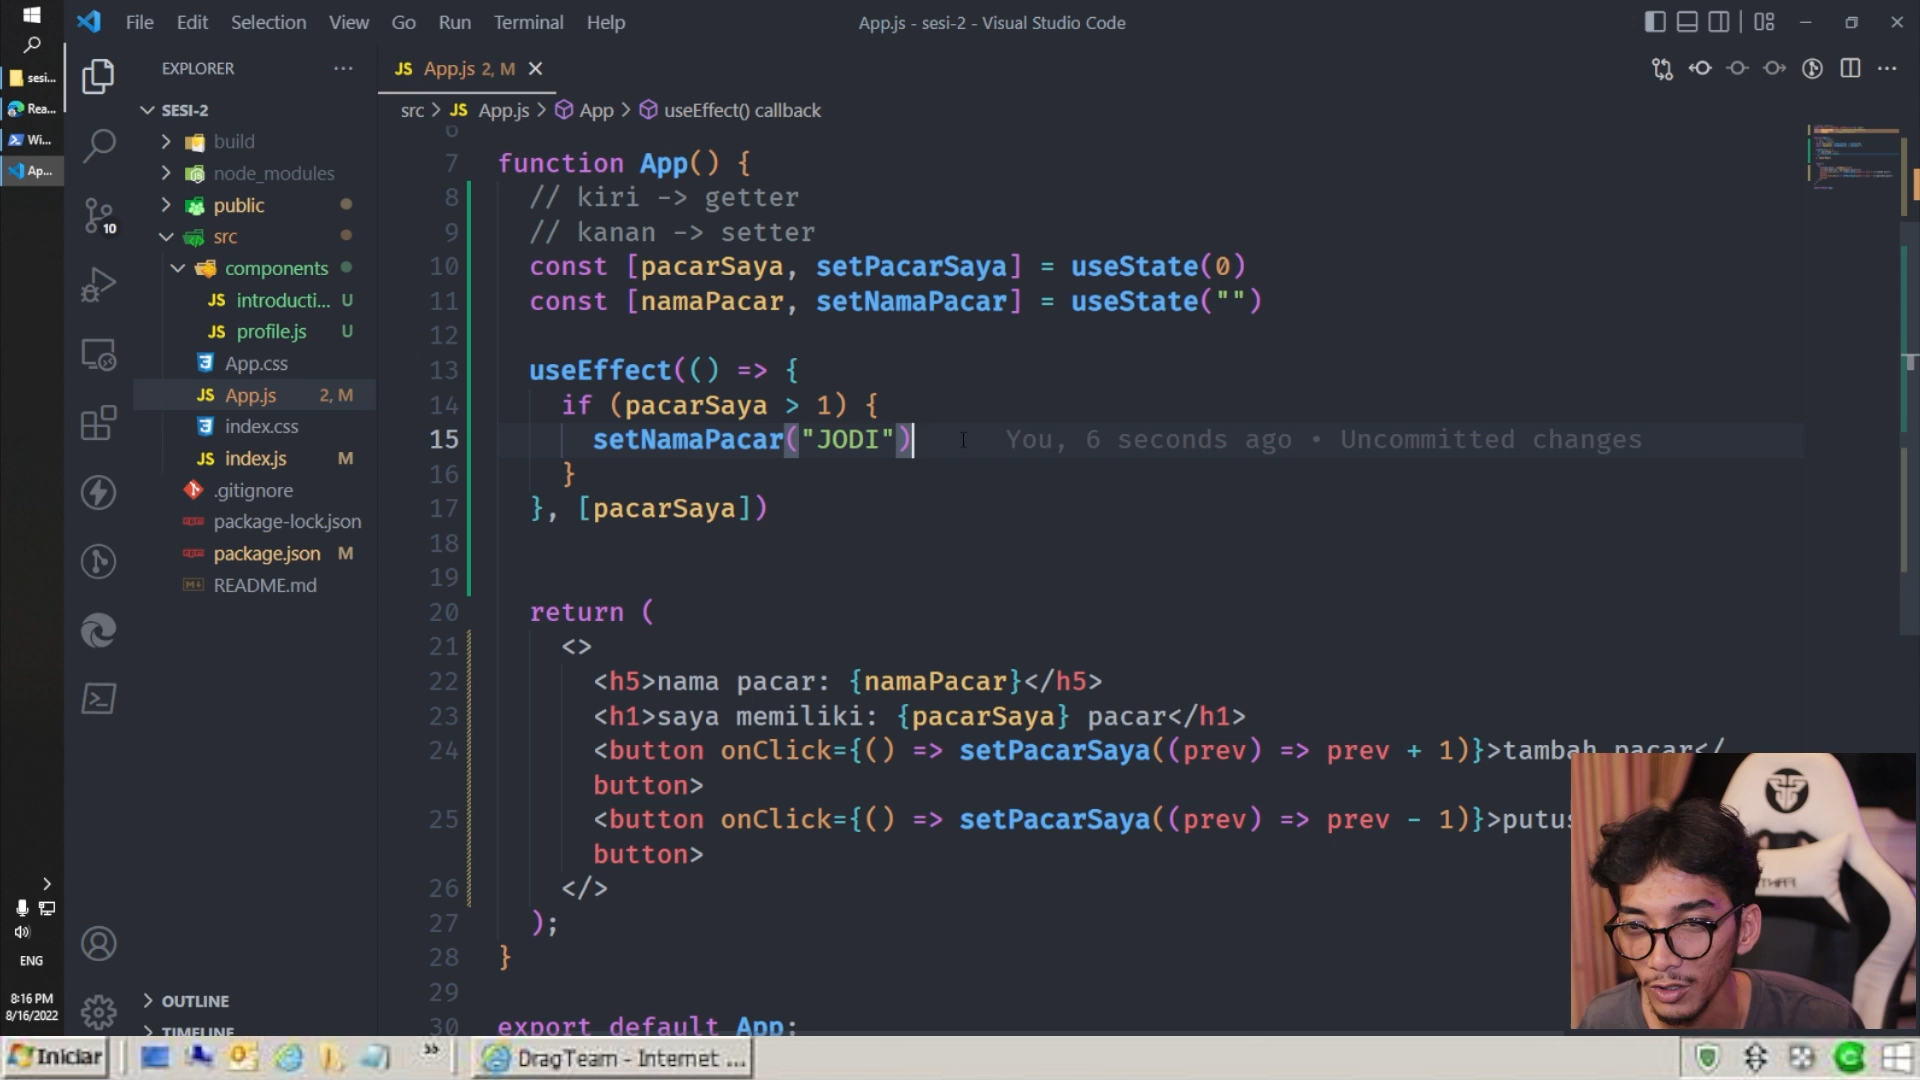 File Edit Selection View Go Run Terminal Help
App.js - sesi-2 - Visual Studio Code
sesi...
Rea...
Wi...
Ap...
EXPLORER
SESI-2
build
node_modules
public
src
components
JS introducti... U
JS profile.js U
App.css
JS App.js 2, M
index.css
JS index.js M
.gitignore
package-lock.json
package.json M
README.md
OUTLINE
TIMELINE
10
JS App.js 2, M
src > JS App.js > App > useEffect() callback
6
7 function App() {
8 // kiri -> getter
9 // kanan -> setter
10 const [pacarSaya, setPacarSaya] = useState(0)
11 const [namaPacar, setNamaPacar] = useState("")
12
13 useEffect(() => {
14 if (pacarSaya > 1) {
15 setNamaPacar("JODI") You, 6 seconds ago • Uncommitted changes
16 }
17 }, [pacarSaya])
18
19
20 return (
21 <>
22 <h5>nama pacar: {namaPacar}</h5>
23 <h1>saya memiliki: {pacarSaya} pacar</h1>
24 <button onClick={() => setPacarSaya((prev) => prev + 1)}>tambah pacar</
button>
25 <button onClick={() => setPacarSaya((prev) => prev - 1)}>putus
button>
26 </>
27 );
28 }
29
30 export default App;
ENG
8:16 PM
8/16/2022
Iniciar
DragTeam - Internet ...